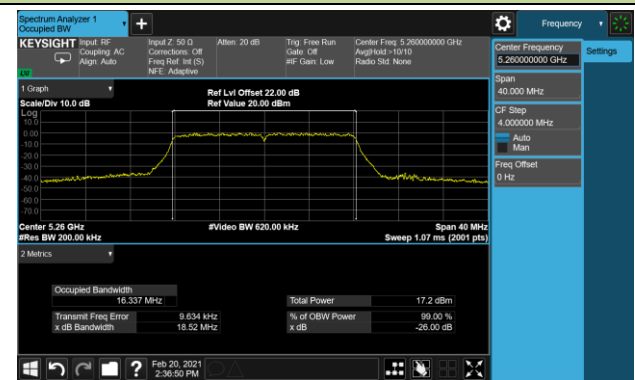 Spectrum Analyzer 1
Occupied BW
Frequency
KEYSIGHT
Input: RF
Coupling: AC
Align: Auto
Input Z: 50 Ω
Corrections: Off
Freq Ref: Int (S)
NFE: Adaptive
Atten: 20 dB
Trig: Free Run
Gate: Off
#IF Gain: Low
Center Freq: 5.260000000 GHz
Avg|Hold:>10/10
Radio Std: None
Center Frequency
5.260000000 GHz
Settings
Span
40.000 MHz
CF Step
4.000000 MHz
Auto
Man
Freq Offset
0 Hz
1 Graph
Scale/Div 10.0 dB
Ref Lvl Offset 22.00 dB
Ref Value 20.00 dBm
Log
10.0
0.00
-10.0
-20.0
-30.0
-40.0
-50.0
-60.0
-70.0
Center 5.26 GHz
#Res BW 200.00 kHz
#Video BW 620.00 kHz
Span 40 MHz
Sweep 1.07 ms (2001 pts)
2 Metrics
Occupied Bandwidth
16.337 MHz
Total Power 17.2 dBm
Transmit Freq Error 9.634 kHz
% of OBW Power 99.00 %
x dB Bandwidth 18.52 MHz
x dB -26.00 dB
?
Feb 20, 2021
2:36:50 PM